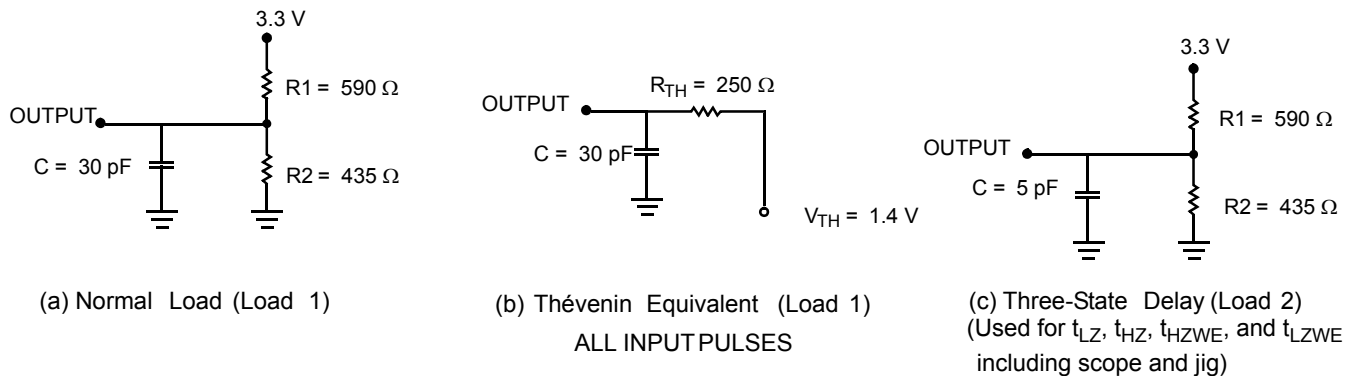 3.3 V
R1 = 590 Ω
OUTPUT
C = 30 pF
R2 = 435 Ω
(a) Normal Load (Load 1)
R_TH = 250 Ω
OUTPUT
C = 30 pF
V_TH = 1.4 V
(b) Thévenin Equivalent (Load 1)
ALL INPUT PULSES
3.3 V
R1 = 590 Ω
OUTPUT
C = 5 pF
R2 = 435 Ω
(c) Three-State Delay (Load 2)
(Used for t_LZ, t_HZ, t_HZWE, and t_LZWE
including scope and jig)